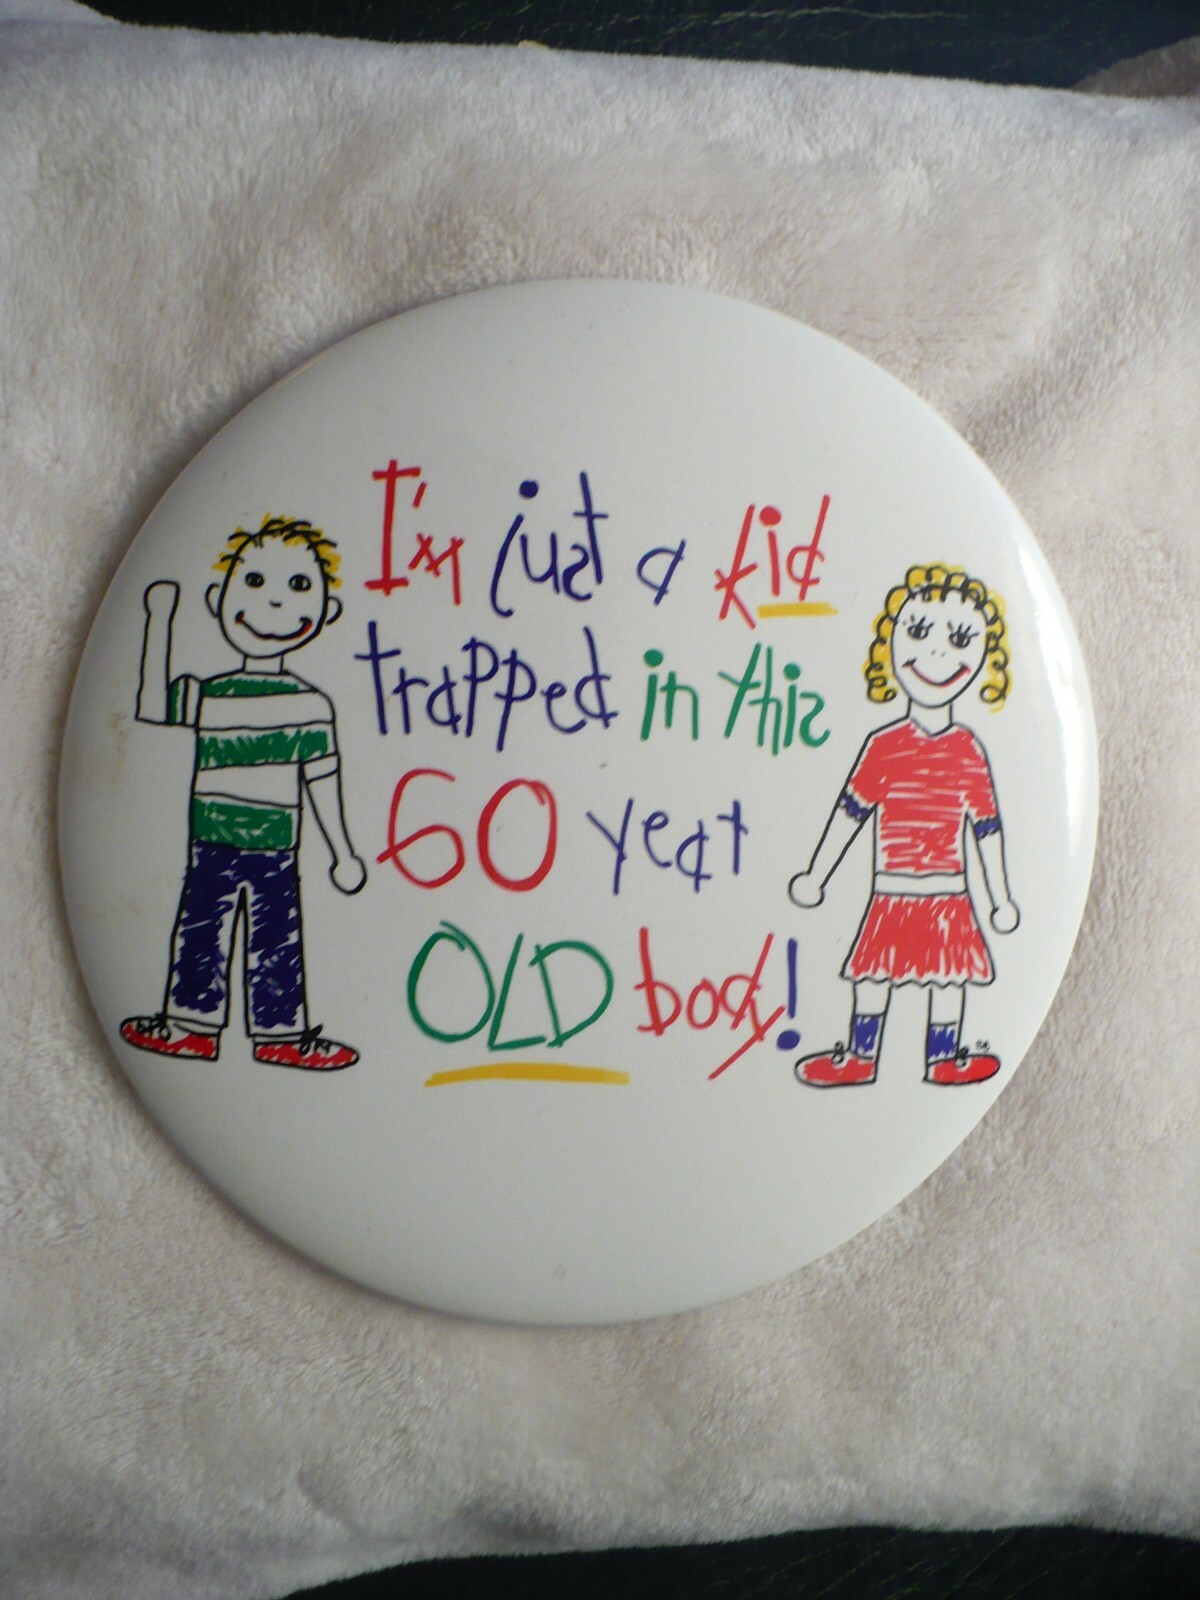 I'm just a kid
trapped in this
60 year
OLD body!